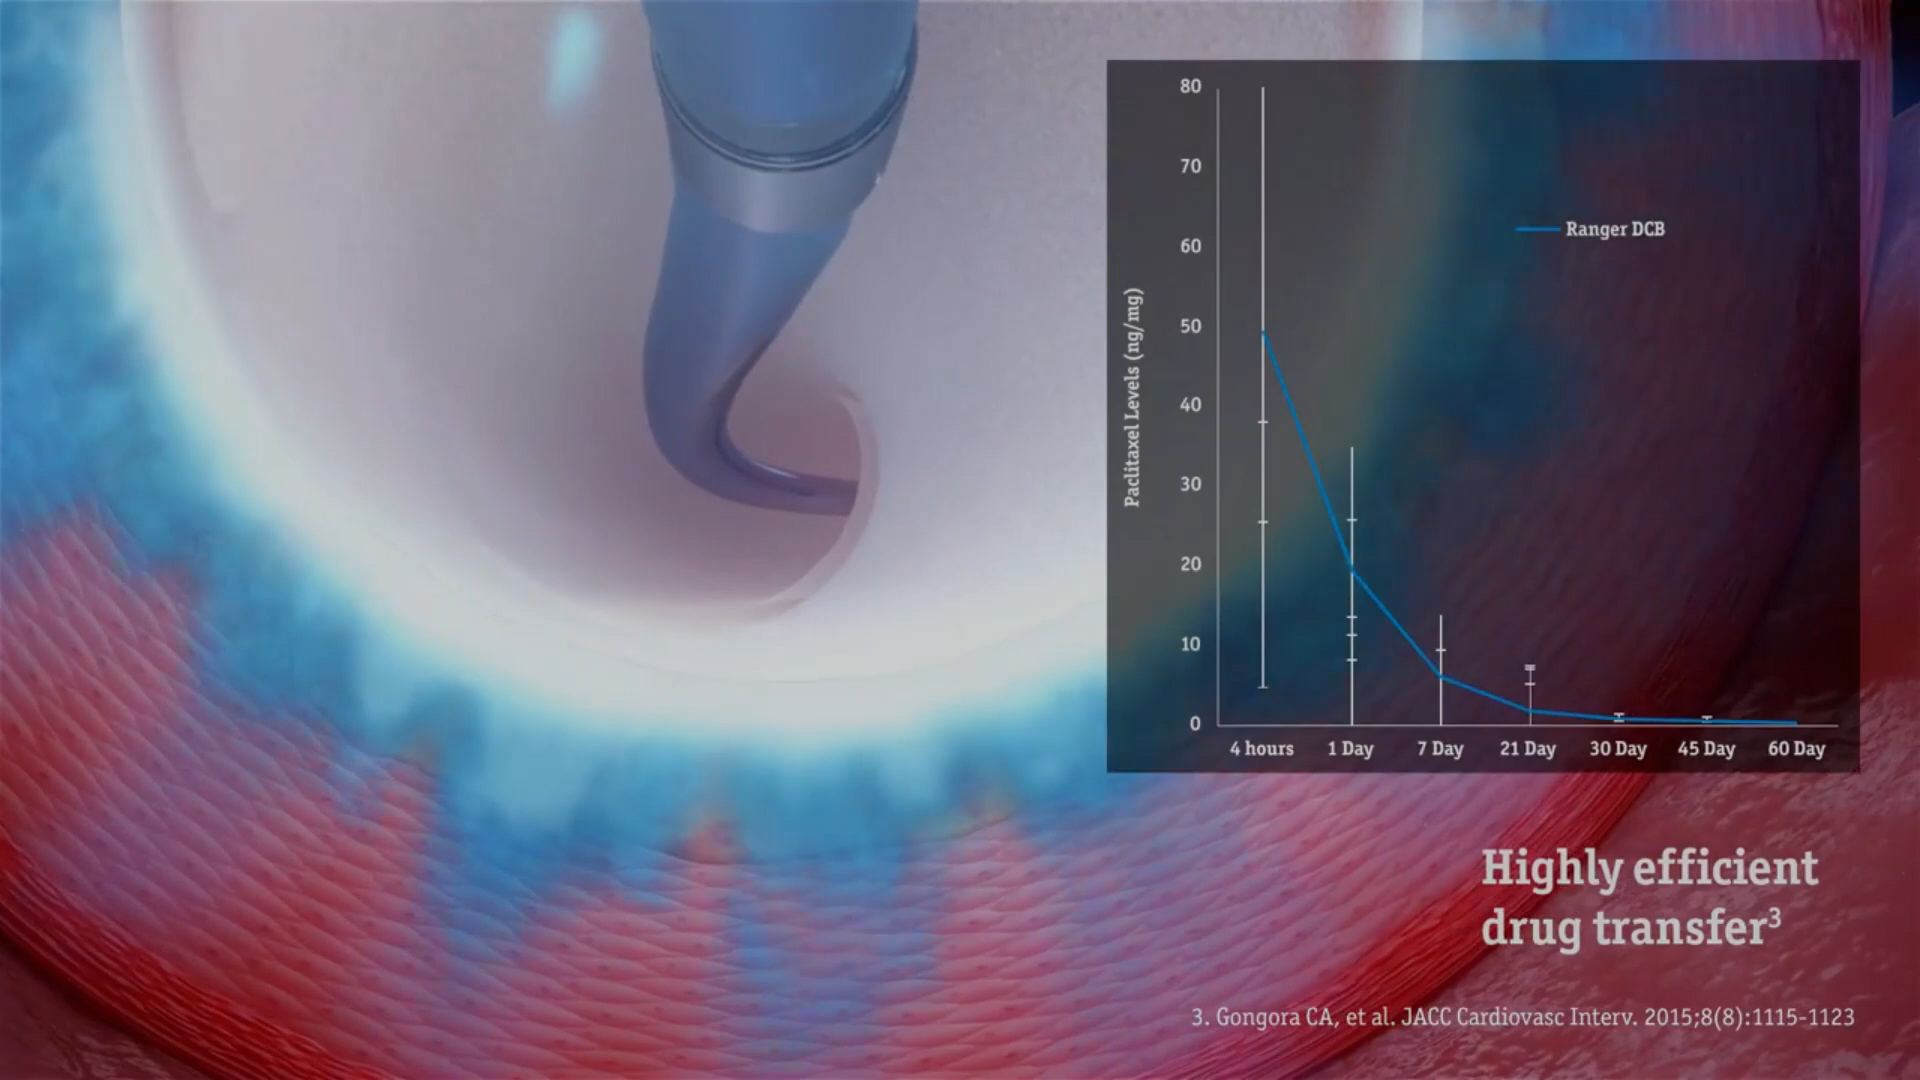 80
70
60
50
40
30
20
10
0
Paclitaxel Levels (ng/mg)
Ranger DCB
4 hours 1 Day 7 Day 21 Day 30 Day 45 Day 60 Day
Highly efficient
drug transfer³
3. Gongora CA, et al. JACC Cardiovasc Interv. 2015;8(8):1115-1123